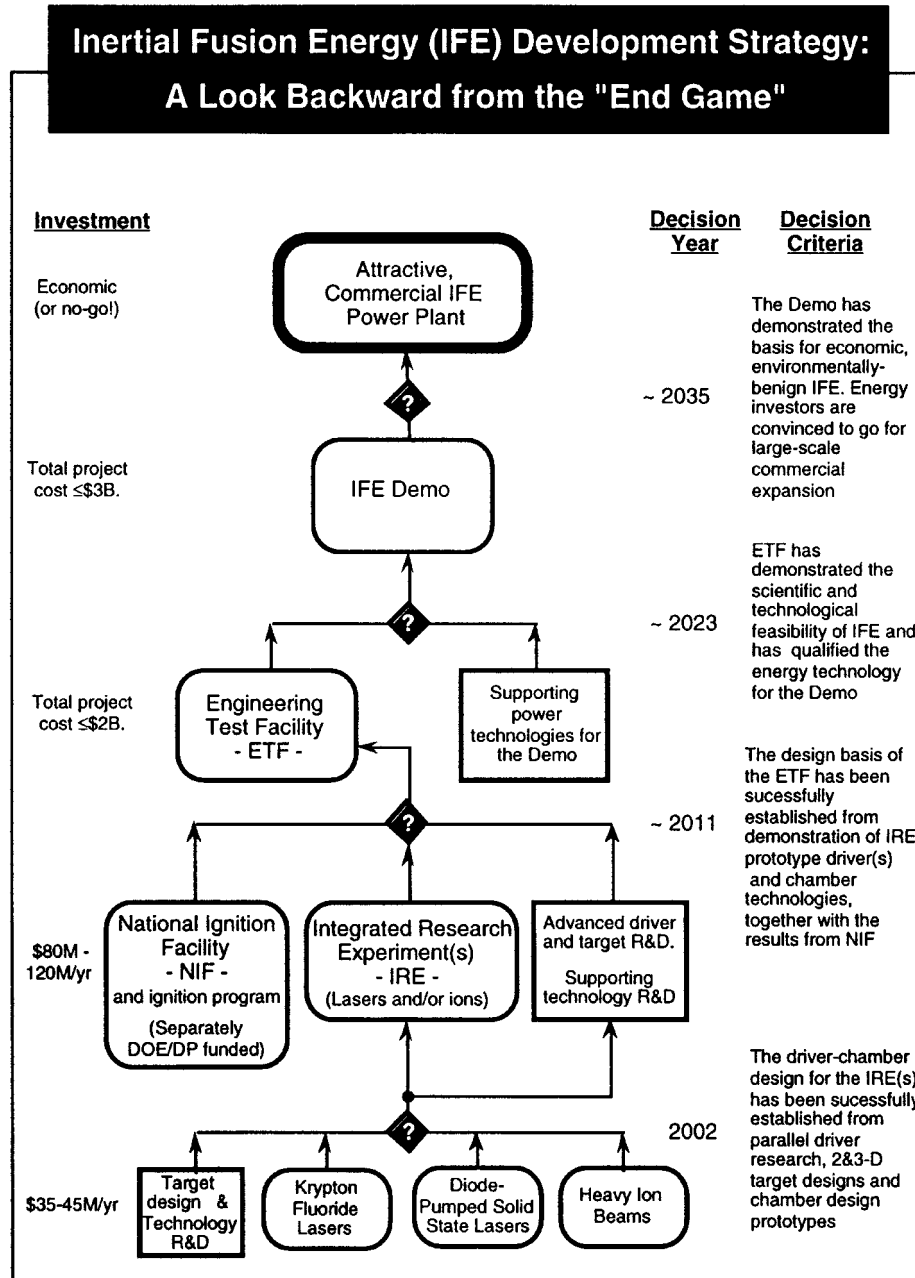 Inertial Fusion Energy (IFE) Development Strategy:
A Look Backward from the "End Game"
Investment
Decision
Year
Decision
Criteria
Economic
(or no-go!)
Attractive,
Commercial IFE
Power Plant
The Demo has
demonstrated the
basis for economic,
environmentally-
benign IFE. Energy
investors are
convinced to go for
large-scale
commercial
expansion
?
~ 2035
Total project
cost ≤$3B.
IFE Demo
?
~ 2023
ETF has
demonstrated the
scientific and
technological
feasibility of IFE and
has qualified the
energy technology
for the Demo
Total project
cost ≤$2B.
Engineering
Test Facility
- ETF -
Supporting
power
technologies for
the Demo
?
~ 2011
The design basis of
the ETF has been
sucessfully
established from
demonstration of IRE
prototype driver(s)
and chamber
technologies,
together with the
results from NIF
$80M -
120M/yr
National Ignition
Facility
- NIF -
and ignition program
(Separately
DOE/DP funded)
Integrated Research
Experiment(s)
- IRE -
(Lasers and/or ions)
Advanced driver
and target R&D.
Supporting
technology R&D
?
2002
The driver-chamber
design for the IRE(s)
has been sucessfully
established from
parallel driver
research, 2&3-D
target designs and
chamber design
prototypes
$35-45M/yr
Target
design &
Technology
R&D
Krypton
Fluoride
Lasers
Diode-
Pumped Solid
State Lasers
Heavy Ion
Beams